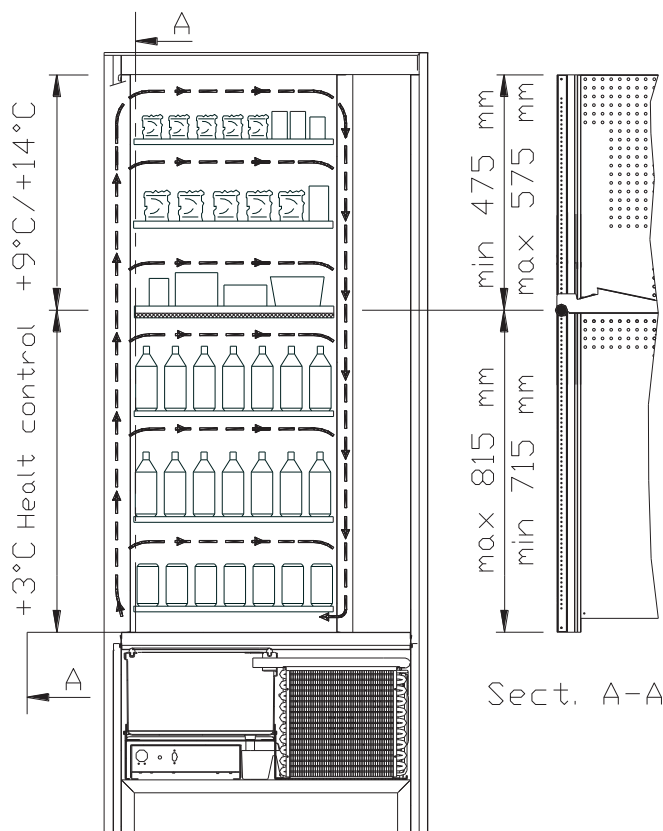 A
+9°C/+14°C
+3°C Healt control
min 475 mm
max 575 mm
max 815 mm
min 715 mm
A
Sect. A-A